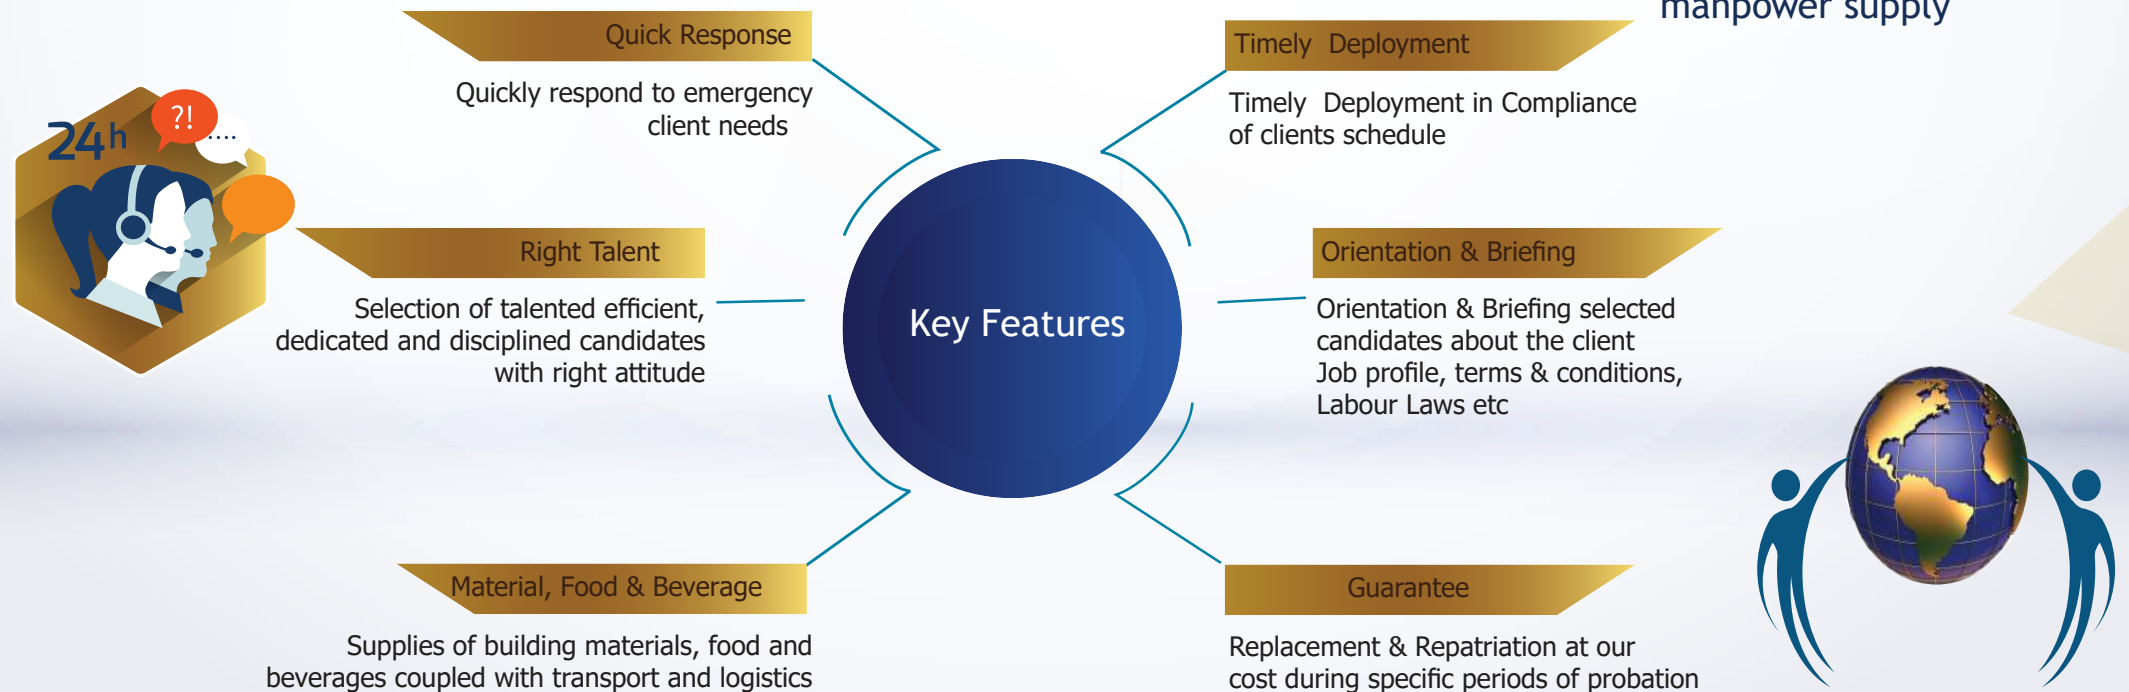 manpower supply
Quick Response
Quickly respond to emergency
client needs
24h
?!
....
Right Talent
Selection of talented efficient,
dedicated and disciplined candidates
with right attitude
Material, Food & Beverage
Supplies of building materials, food and
beverages coupled with transport and logistics
Key Features
Timely Deployment
Timely Deployment in Compliance
of clients schedule
Orientation & Briefing
Orientation & Briefing selected
candidates about the client
Job profile, terms & conditions,
Labour Laws etc
Guarantee
Replacement & Repatriation at our
cost during specific periods of probation